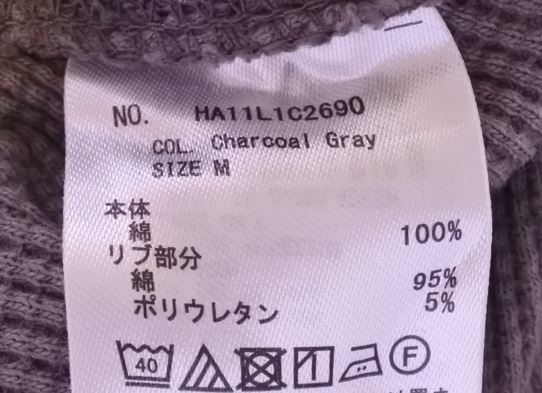 NO. HA11L1C2690
COL. Charcoal Gray
SIZE M
本体
綿 100%
リブ部分
綿 95%
ポリウレタン 5%
40 F